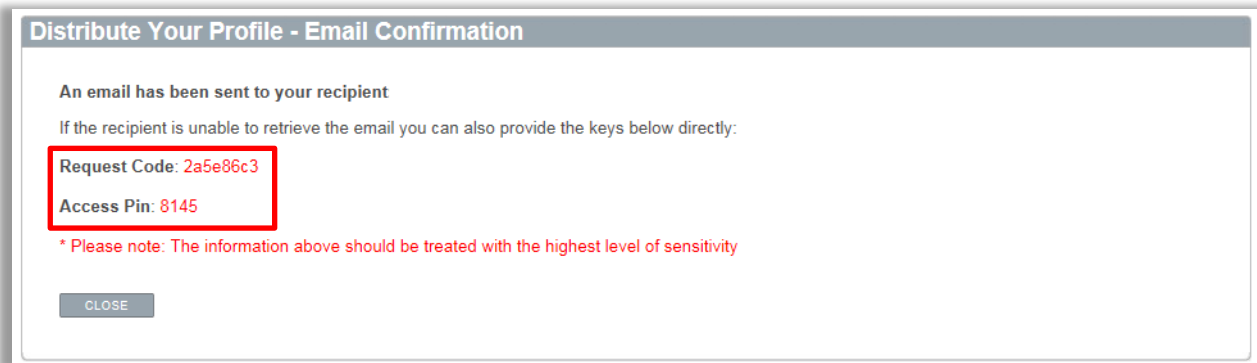 Distribute Your Profile - Email Confirmation
An email has been sent to your recipient
If the recipient is unable to retrieve the email you can also provide the keys below directly:
Request Code: 2a5e86c3
Access Pin: 8145
* Please note: The information above should be treated with the highest level of sensitivity
CLOSE